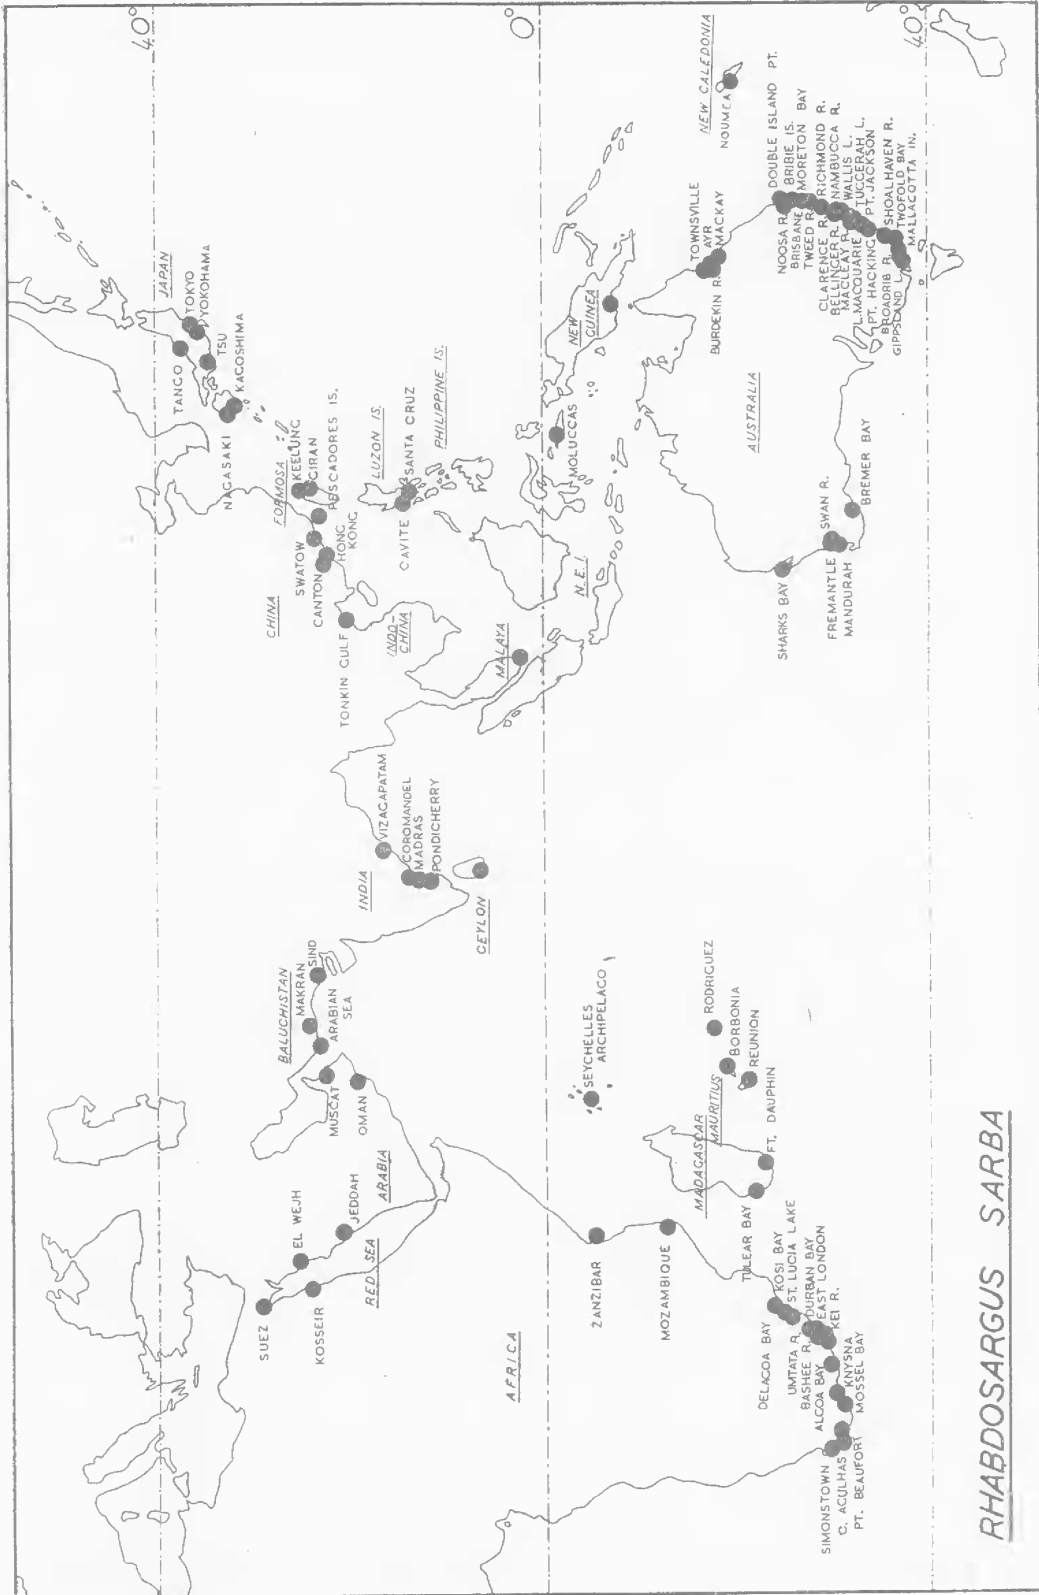 40°
0°
40°
JAPAN
TOKYO
YOKOHAMA
TANGO
TSU
KAGOSHIMA
NAGASAKI
FORMOSA
KEELUNG
GIRAN
PESCADORES IS.
SWATOW
HONG
KONG
CANTON
CHINA
TONKIN GULF
INDO-
CHINA
LUZON IS.
SANTA CRUZ
CAVITE
PHILIPPINE IS.
MALAYA
N.E.I.
MOLUCCAS
NEW
GUINEA
NEW CALEDONIA
NOUMEA
TOWNSVILLE
AYR
MACKAY
BURDEKIN R.
AUSTRALIA
DOUBLE ISLAND PT.
NOOSA R.
BRIBIE IS.
BRISBANE
MORETON BAY
TWEED R.
RICHMOND R.
CLARENCE R.
NAMBUCCA R.
BELLINGER R.
WALLIS L.
MACLEAY R.
TUGGERAH L.
L. MACQUARIE
PT. JACKSON
PT. HACKING
SHOALHAVEN R.
BROADRIB R.
TWOFOLD BAY
GIPPSLAND L.
MALLACOTTA IN.
SHARKS BAY
SWAN R.
FREMANTLE
MANDURAH
BREMER BAY
VIZAGAPATAM
COROMANDEL
MADRAS
PONDICHERRY
INDIA
CEYLON
BALUCHISTAN
MAKRAN
SIND
ARABIAN
SEA
MUSCAT
OMAN
ARABIA
EL WEJH
JEDDAH
RED SEA
SUEZ
KOSSEIR
AFRICA
SEYCHELLES
ARCHIPELAGO
RODRIGUEZ
BORBONIA
REUNION
MAURITIUS
MADAGASCAR
FT. DAUPHIN
TULEAR BAY
ZANZIBAR
MOZAMBIQUE
KOSI BAY
ST. LUCIA LAKE
DELAGOA BAY
DURBAN BAY
EAST LONDON
KEI R.
UMTATA R.
BASHEE R.
ALGOA BAY
KNYSNA
MOSSEL BAY
SIMONSTOWN
C. AGULHAS
PT. BEAUFORT
RHABDOSARGUS SARBA